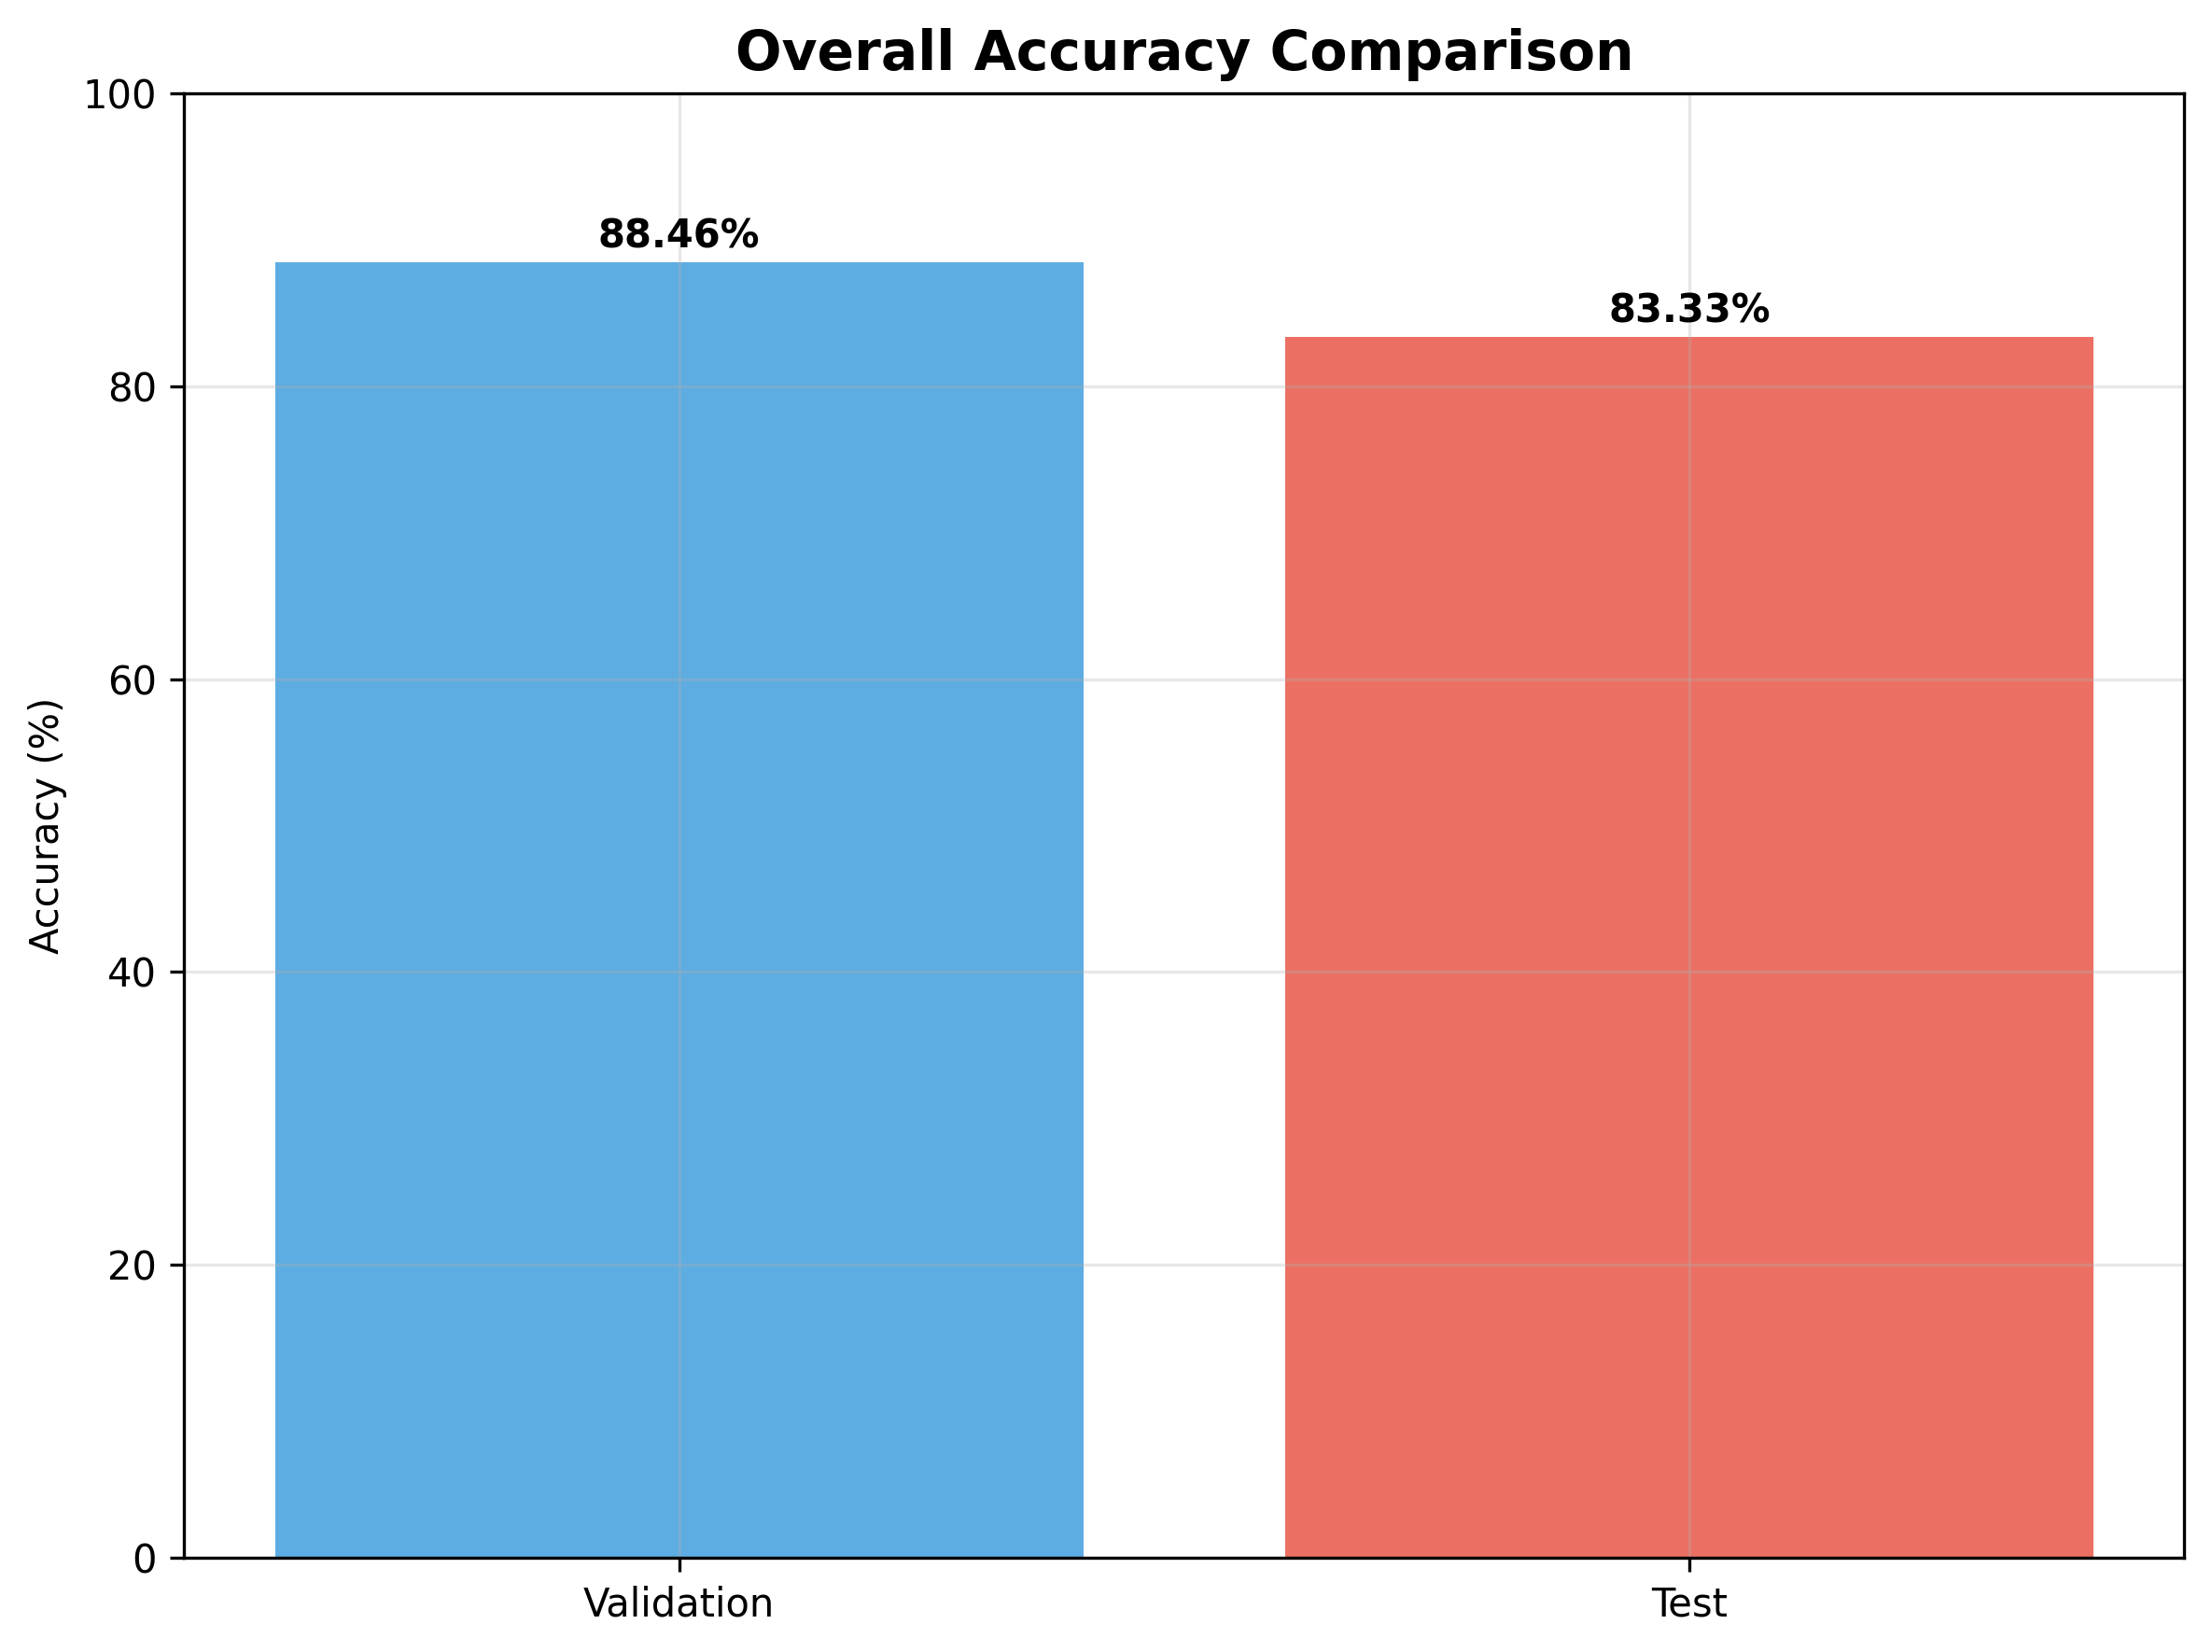 Overall Accuracy Comparison
100
88.46%
83.33%
80
60
Accuracy (%)
40
20
0
Validation
Test